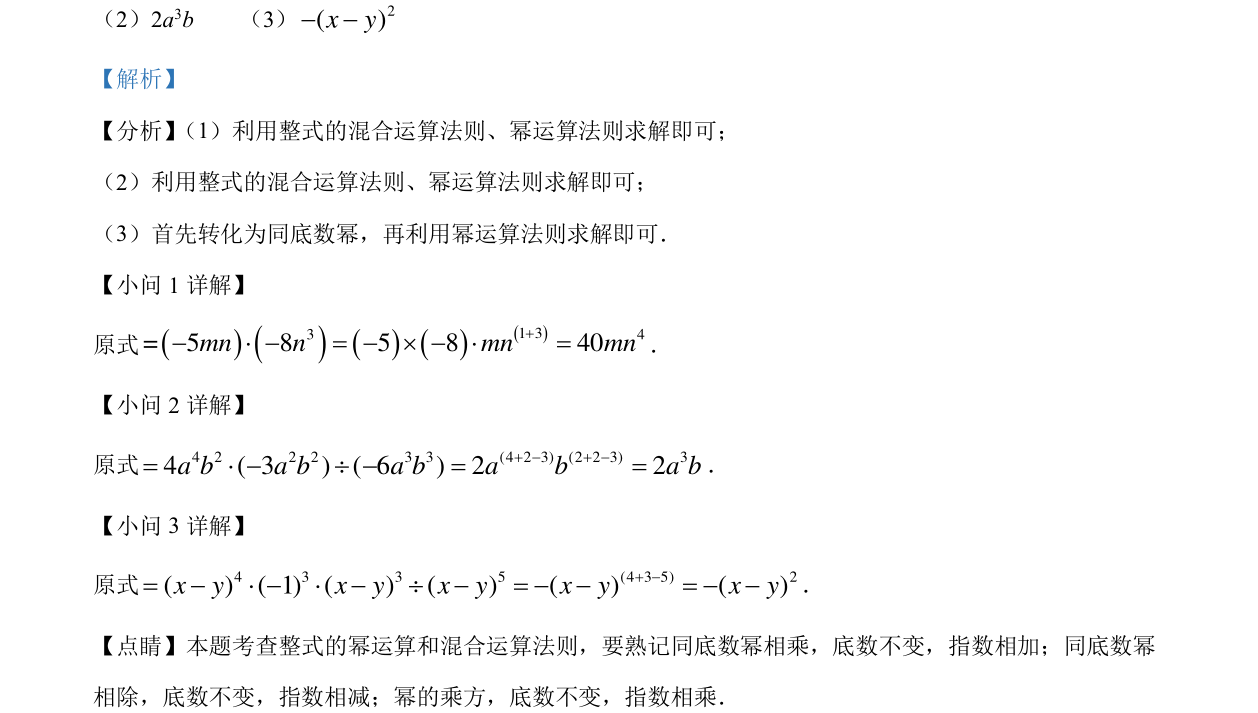 （2）2a³b （3）−(x − y)²
【解析】
【分析】（1）利用整式的混合运算法则、幂运算法则求解即可；
（2）利用整式的混合运算法则、幂运算法则求解即可；
（3）首先转化为同底数幂，再利用幂运算法则求解即可．
【小问 1 详解】
原式=(−5mn)·(−8n³)=(−5)×(−8)·mn⁽¹⁺³⁾=40mn⁴．
【小问 2 详解】
原式=4a⁴b²·(−3a²b²)÷(−6a³b³)=2a⁽⁴⁺²⁻³⁾b⁽²⁺²⁻³⁾=2a³b．
【小问 3 详解】
原式=(x − y)⁴·(−1)³·(x − y)³÷(x − y)⁵=−(x − y)⁽⁴⁺³⁻⁵⁾=−(x − y)²．
【点睛】本题考查整式的幂运算和混合运算法则，要熟记同底数幂相乘，底数不变，指数相加；同底数幂
相除，底数不变，指数相减；幂的乘方，底数不变，指数相乘．